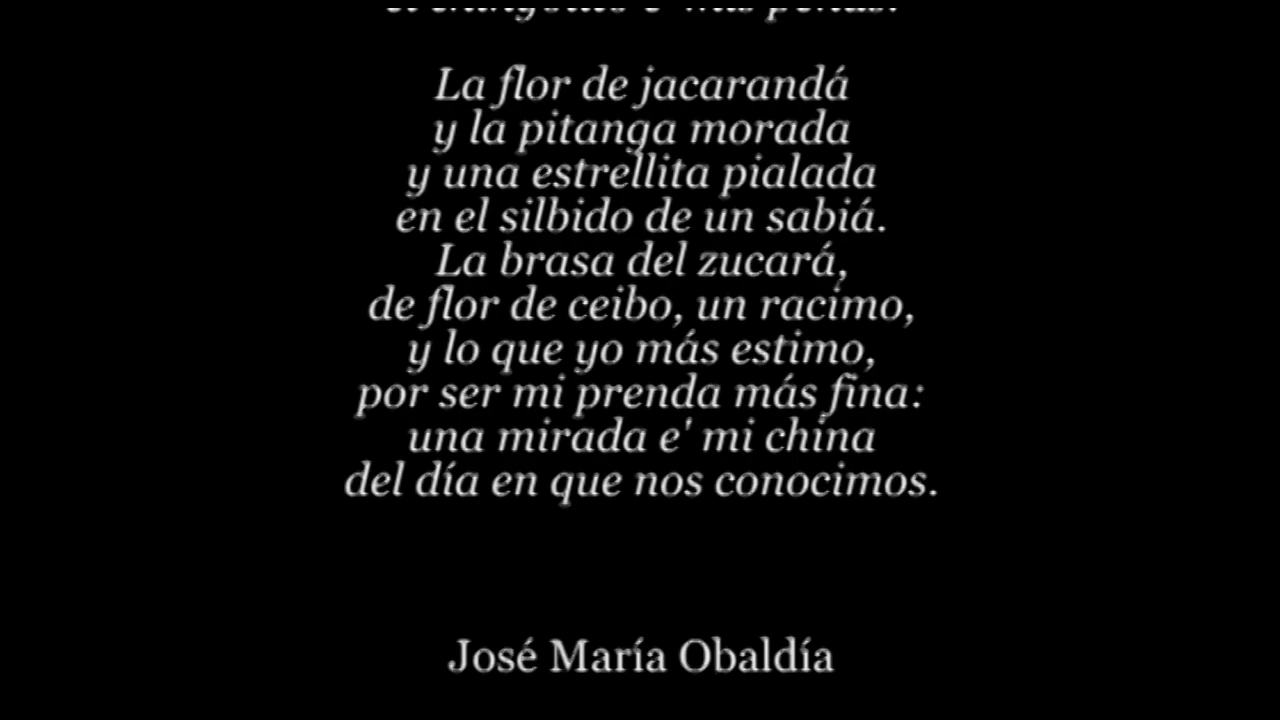 La flor de jacarandá
y la pitanga morada
y una estrellita pialada
en el silbido de un sabiá.
La brasa del zucará,
de flor de ceibo, un racimo,
y lo que yo más estimo,
por ser mi prenda más fina:
una mirada e' mi china
del día en que nos conocimos.
José María Obaldía